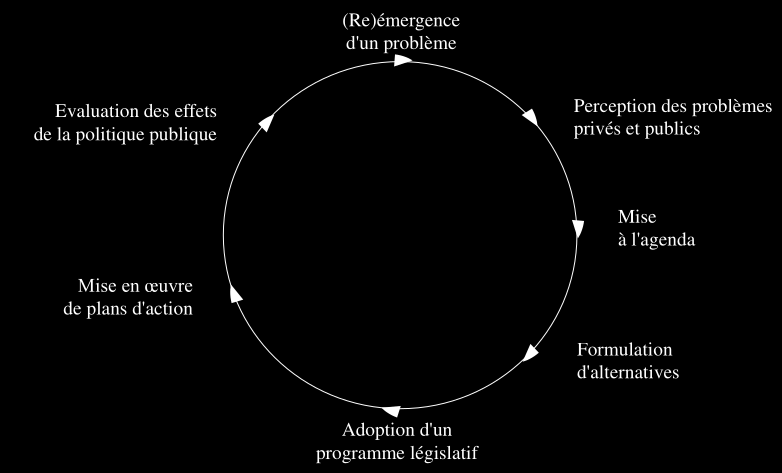 (Re)émergence
d'un problème
Perception des problèmes
privés et publics
Mise
à l'agenda
Formulation
d'alternatives
Adoption d'un
programme législatif
Mise en œuvre
de plans d'action
Evaluation des effets
de la politique publique